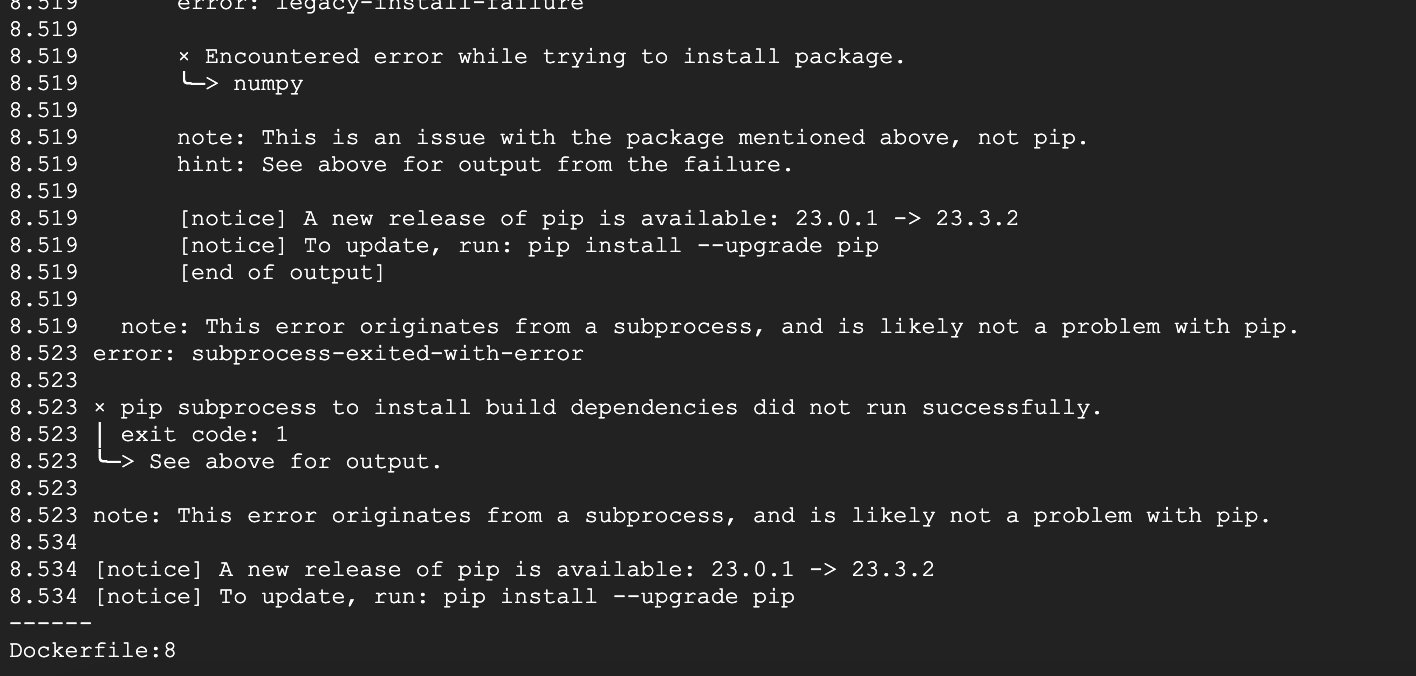 8.519       error: legacy-install-failure
8.519
8.519       × Encountered error while trying to install package.
8.519       ╰─> numpy
8.519
8.519       note: This is an issue with the package mentioned above, not pip.
8.519       hint: See above for output from the failure.
8.519
8.519       [notice] A new release of pip is available: 23.0.1 -> 23.3.2
8.519       [notice] To update, run: pip install --upgrade pip
8.519       [end of output]
8.519
8.519   note: This error originates from a subprocess, and is likely not a problem with pip.
8.523 error: subprocess-exited-with-error
8.523
8.523 × pip subprocess to install build dependencies did not run successfully.
8.523 │ exit code: 1
8.523 ╰─> See above for output.
8.523
8.523 note: This error originates from a subprocess, and is likely not a problem with pip.
8.534
8.534 [notice] A new release of pip is available: 23.0.1 -> 23.3.2
8.534 [notice] To update, run: pip install --upgrade pip
------
Dockerfile:8